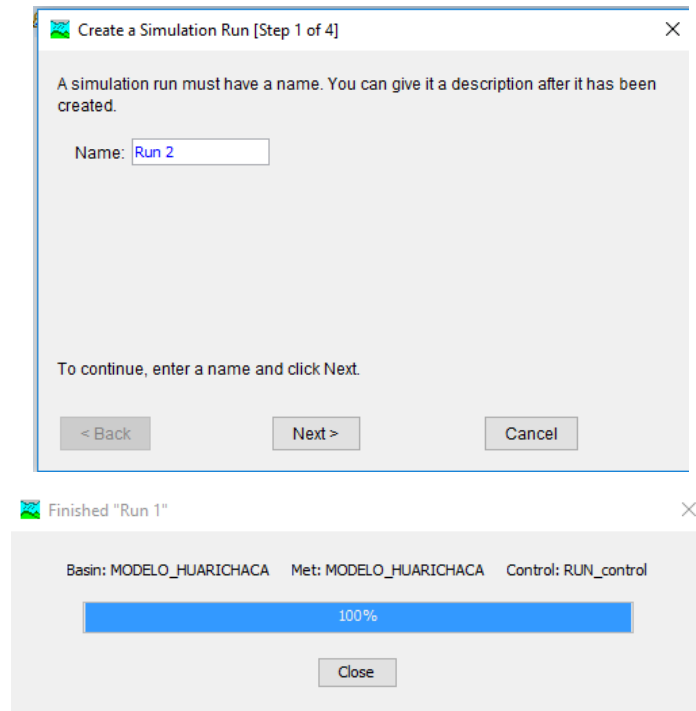 Create a Simulation Run [Step 1 of 4]
A simulation run must have a name. You can give it a description after it has been
created.
Name: Run 2
To continue, enter a name and click Next.
< Back Next > Cancel
Finished "Run 1"
Basin: MODELO_HUARICHACA Met: MODELO_HUARICHACA Control: RUN_control
100%
Close